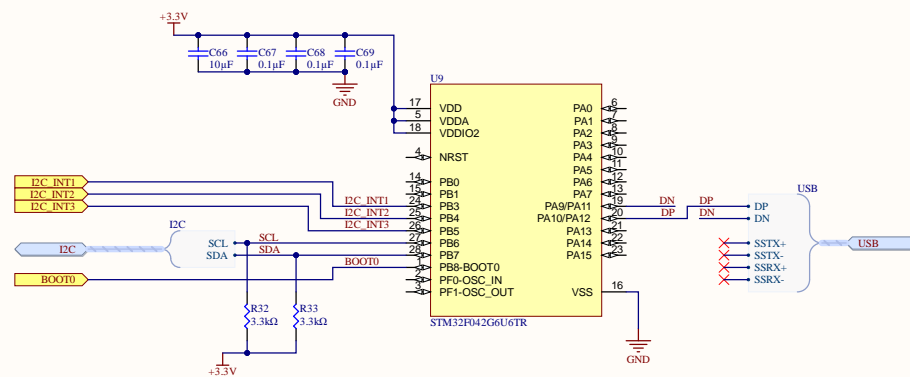 +3.3V
C66
10µF
C67
0.1µF
C68
0.1µF
C69
0.1µF
GND
U9
17 VDD
5 VDDA
18 VDDIO2
4 NRST
14 PB0
15 PB1
24 PB3
25 PB4
26 PB5
27 PB6
28 PB7
1 PB8-BOOT0
2 PF0-OSC_IN
3 PF1-OSC_OUT
PA0 6
PA1 7
PA2 8
PA3 9
PA4 10
PA5 11
PA6 12
PA7 13
PA9/PA11 19
PA10/PA12 20
PA13 21
PA14 22
PA15 23
VSS 16
STM32F042G6U6TR
I2C_INT1
I2C_INT2
I2C_INT3
I2C_INT1
I2C_INT2
I2C_INT3
I2C
I2C
SCL
SDA
SCL
SDA
BOOT0
BOOT0
R32
3.3kΩ
R33
3.3kΩ
+3.3V
DN
DP
DP
DN
USB
DP
DN
SSTX+
SSTX-
SSRX+
SSRX-
USB
GND